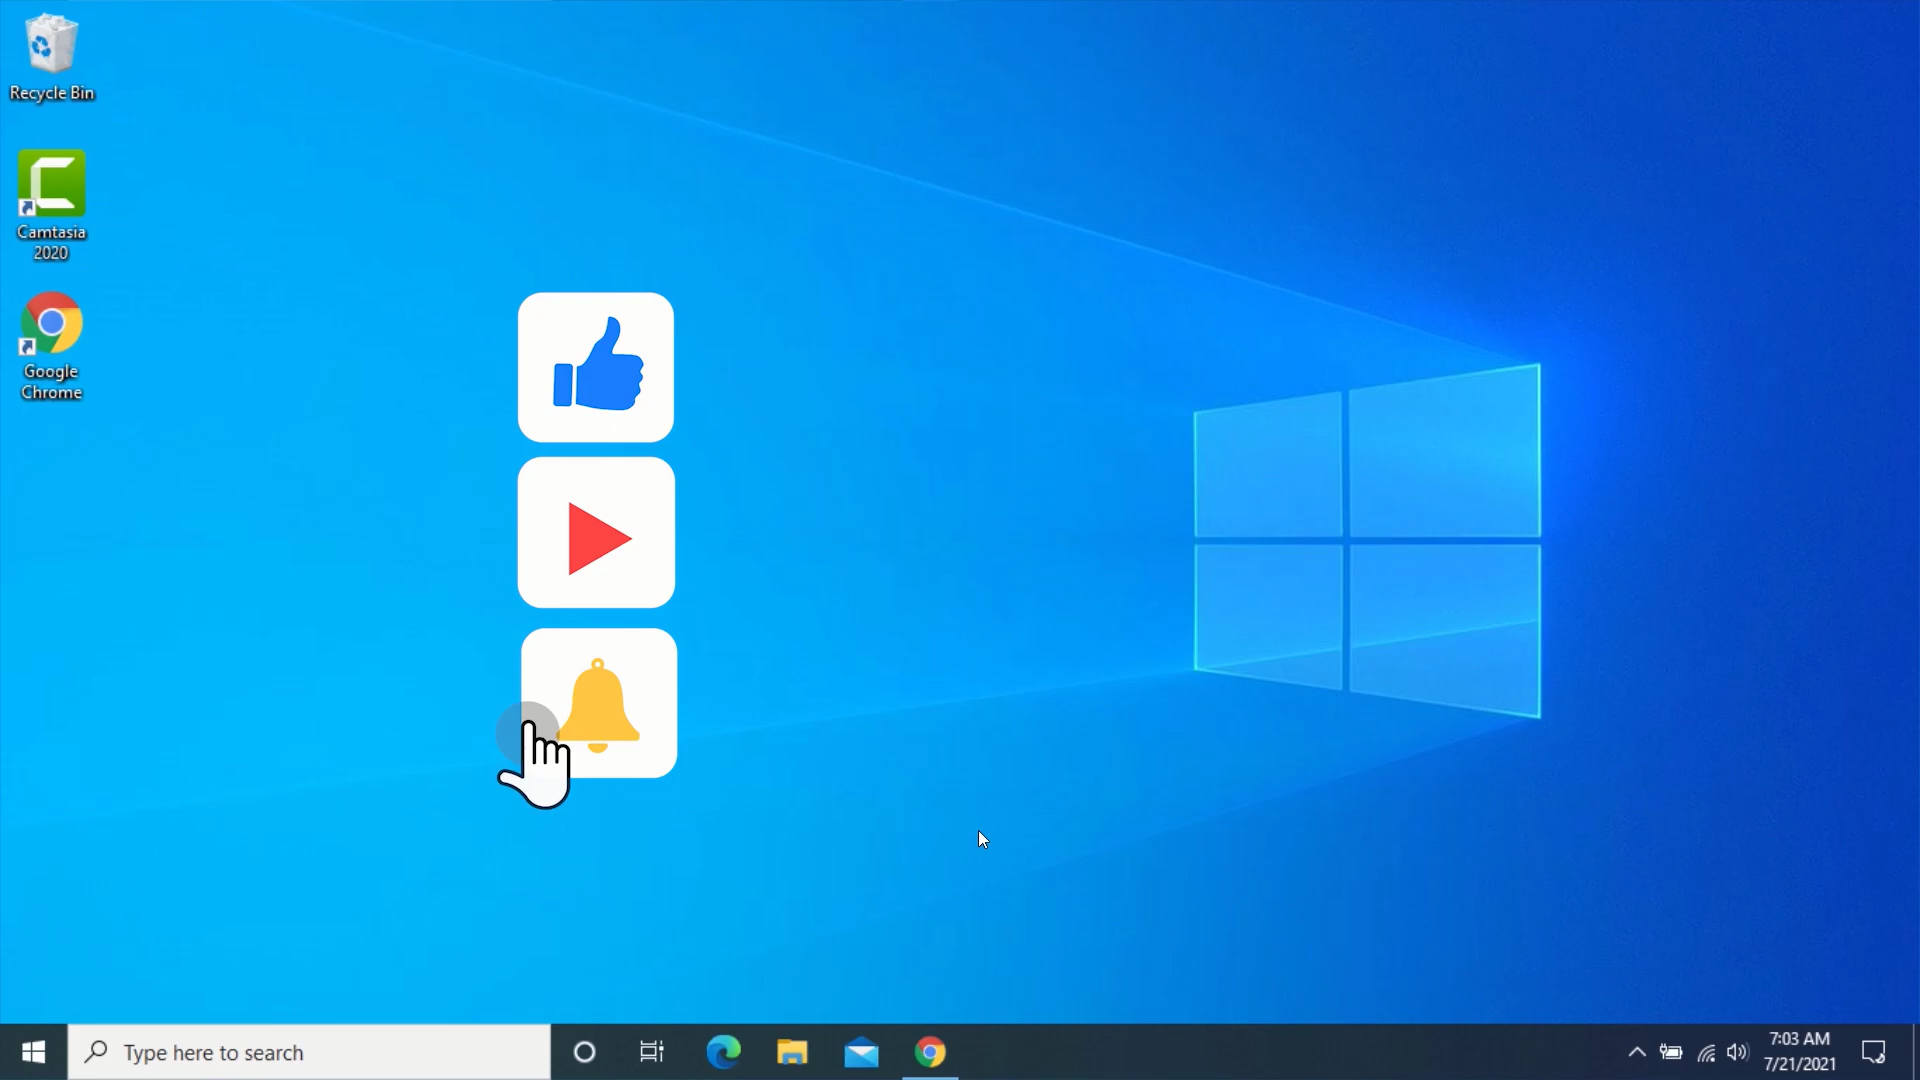 Recycle Bin
Camtasia
2020
Google
Chrome
Type here to search
7:03 AM
7/21/2021